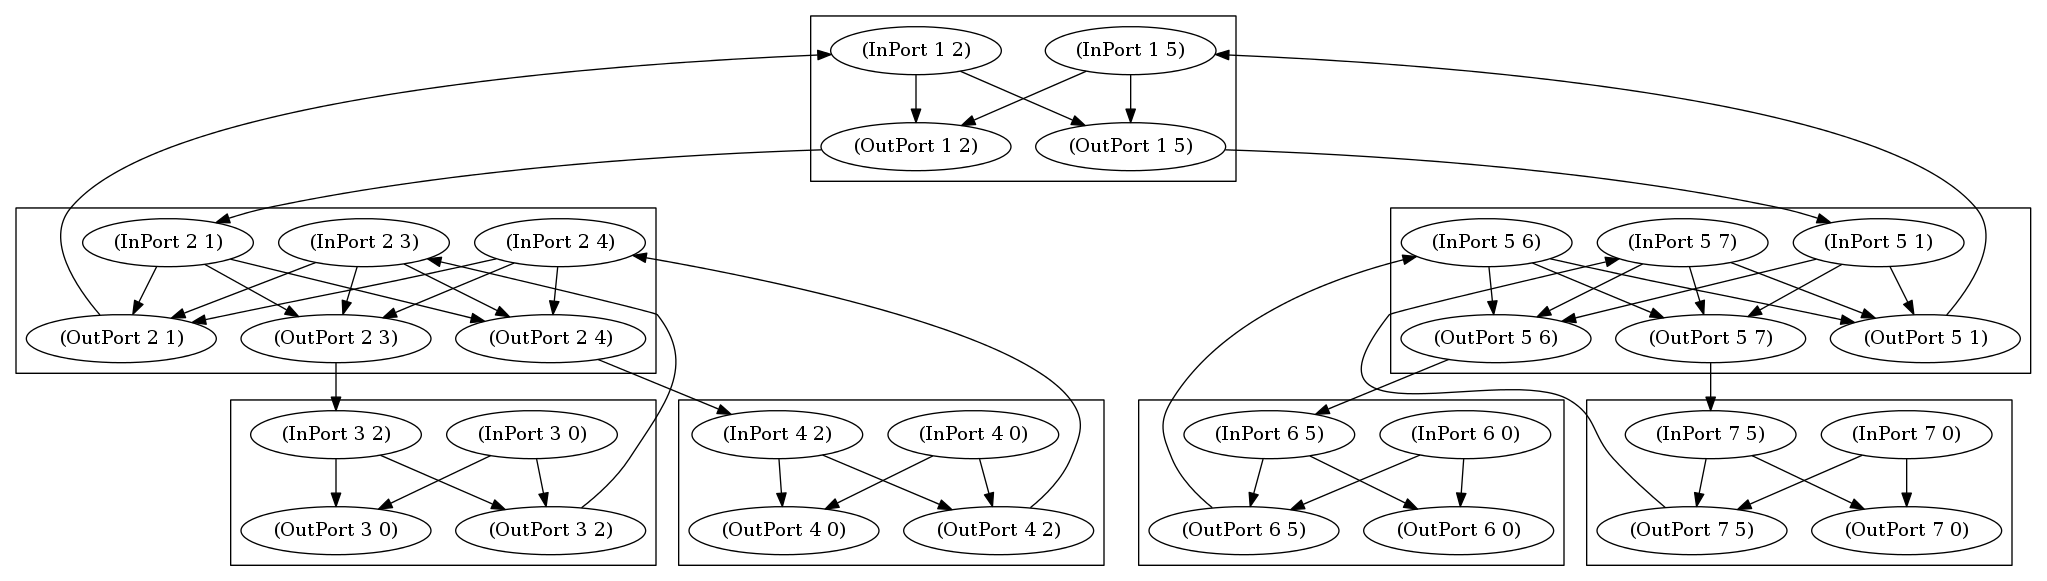 (InPort 1 2)
(InPort 1 5)
(OutPort 1 2)
(OutPort 1 5)
(InPort 2 1)
(InPort 2 3)
(InPort 2 4)
(OutPort 2 1)
(OutPort 2 3)
(OutPort 2 4)
(InPort 5 6)
(InPort 5 7)
(InPort 5 1)
(OutPort 5 6)
(OutPort 5 7)
(OutPort 5 1)
(InPort 3 2)
(InPort 3 0)
(OutPort 3 0)
(OutPort 3 2)
(InPort 4 2)
(InPort 4 0)
(OutPort 4 0)
(OutPort 4 2)
(InPort 6 5)
(InPort 6 0)
(OutPort 6 5)
(OutPort 6 0)
(InPort 7 5)
(InPort 7 0)
(OutPort 7 5)
(OutPort 7 0)